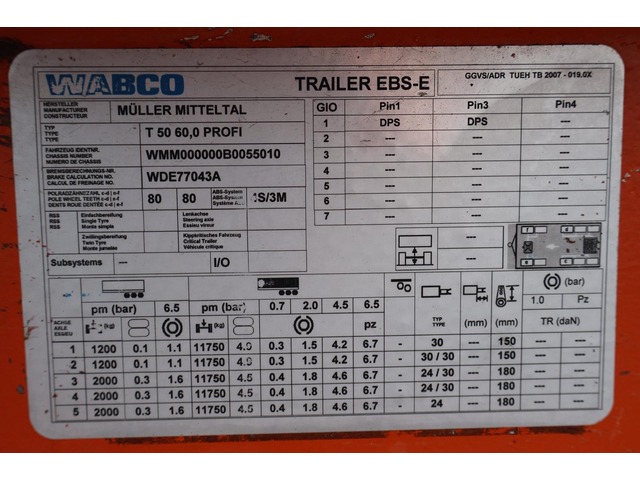 WABCO TRAILER EBS-E GGVS/ADR TUEH TB 2007 - 019.0X
HERSTELLER
MANUFACTURER
CONSTRUCTEUR
MÜLLER MITTELTAL
TYP
TYPE
TYPE
T 50 60,0 PROFI
FAHRZEUG IDENTNR.
CHASSIS NUMBER
NUMERO DE CHASSIS
WMM000000B0055010
BREMSBERECHNUNGS-NR.
BRAKE CALCULATION NO
CALCUL DE FREINAGE NO.
WDE77043A
POLRADZÄHNEZAHL c-d | e-f
POLE WHEEL TEETH c-d | e-f
DENTS ROUE DENTÉE c-d | e-f
80 80
ABS-System
ABS-System
S/3M
RSS Einfachbereifung
RSS Single Tyre
RSS Monte simple
Lenkachse
Steering axle
Essieu vireur
Zwillingsbereifung
Twin Tyre
Monte jumelée
---
Kippkritisches Fahrzeug
Critical Trailer
Véhicule critique
Subsystems --- I/O
GIO Pin1 Pin3 Pin4
1 DPS DPS ---
2 --- --- ---
3 --- --- ---
4 --- --- ---
5 --- --- ---
6 --- --- ---
7 --- --- ---
---
---
pm (bar) 6.5 pm (bar) 0.7 2.0 4.5 6.5
(bar)
1.0 Pz
ACHSE
AXLE
ESSIEU
(kg) (kg) pz
TYP
TYPE
(mm) (mm) TR (daN)
1 1200 0.1 1.1 11750 4.9 0.3 1.5 4.2 6.7 - 30 --- 150 --- ---
2 1200 0.1 1.1 11750 4.9 0.3 1.5 4.2 6.7 - 30 / 30 --- 150 --- ---
3 2000 0.3 1.6 11750 4.5 0.4 1.8 4.6 6.7 - 24 / 30 --- 180 --- ---
4 2000 0.3 1.6 11750 4.5 0.4 1.8 4.6 6.7 - 24 / 30 --- 180 --- ---
5 2000 0.3 1.6 11750 4.5 0.4 1.8 4.6 6.7 - 24 --- 180 --- ---